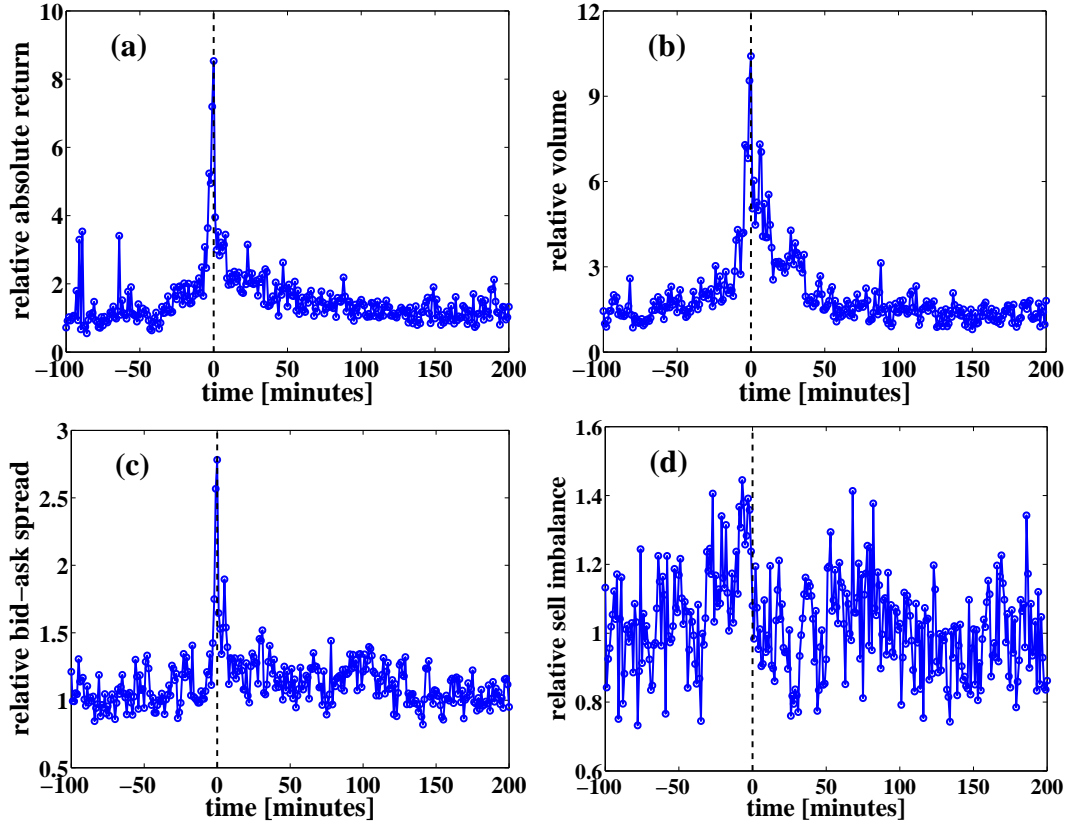 (a)
relative absolute return
10
8
6
4
2
0
−100 −50 0 50 100 150 200
time [minutes]
(b)
relative volume
12
9
6
3
0
−100 −50 0 50 100 150 200
time [minutes]
(c)
relative bid−ask spread
3
2.5
2
1.5
1
0.5
−100 −50 0 50 100 150 200
time [minutes]
(d)
relative sell imbalance
1.6
1.4
1.2
1
0.8
0.6
−100 −50 0 50 100 150 200
time [minutes]